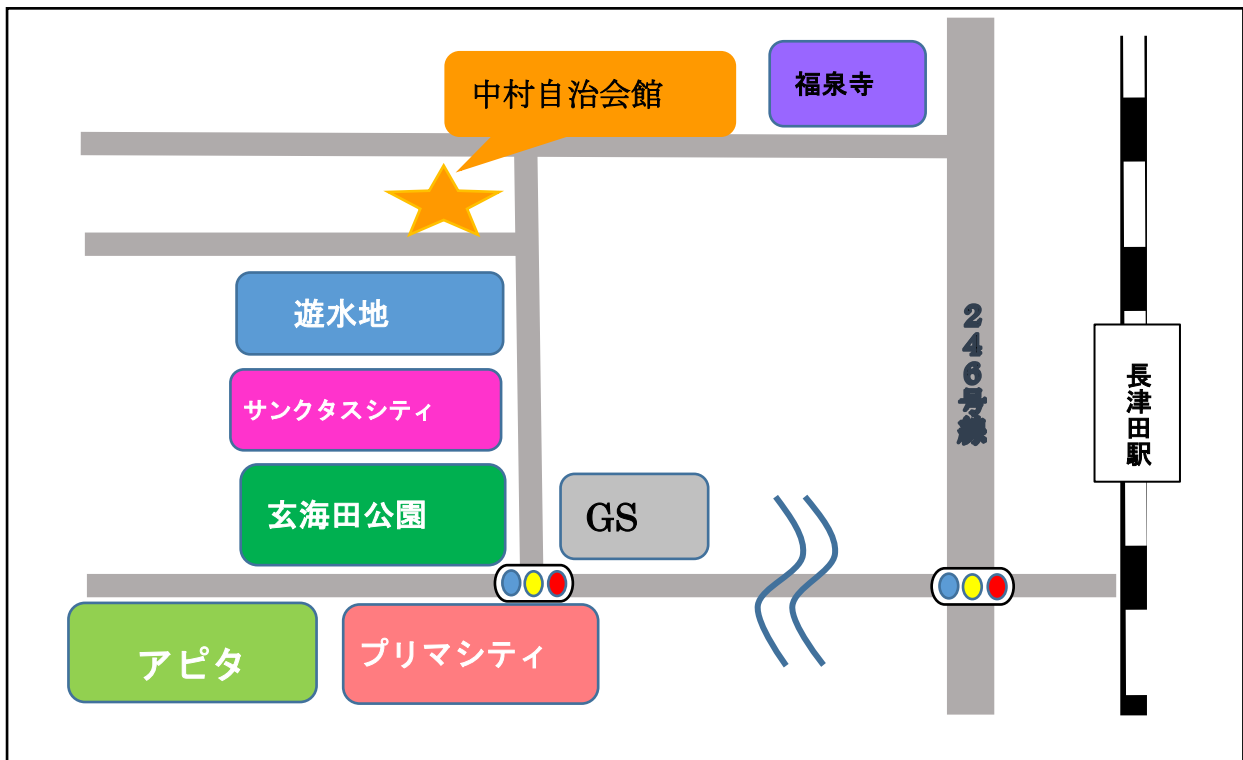 中村自治会館
福泉寺
遊水地
246号線
長津田駅
サンクタスシティ
玄海田公園
GS
アピタ
プリマシティ